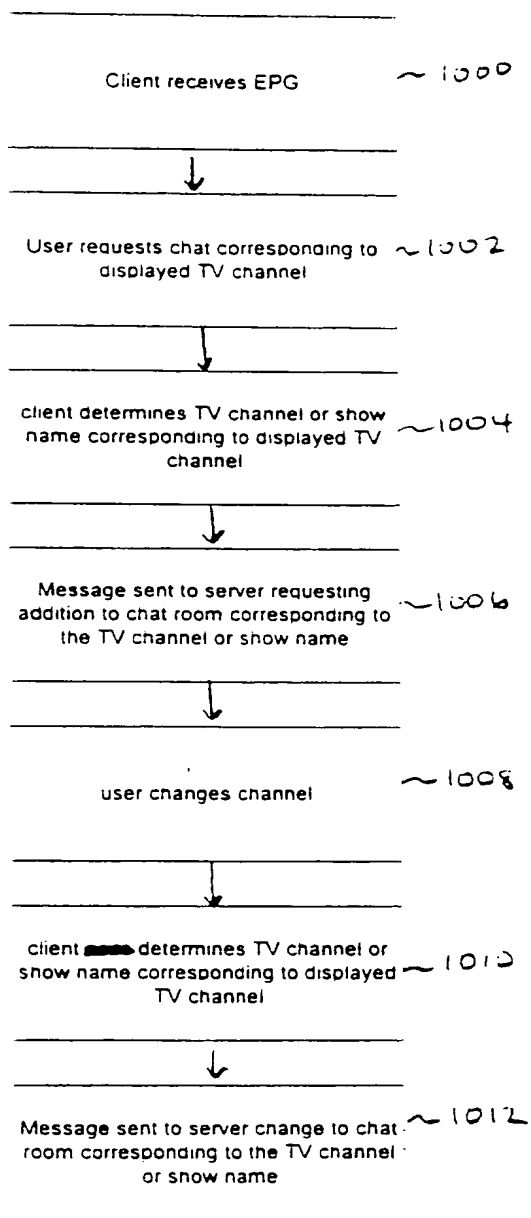 Client receives EPG ~ 1000
User requests chat corresponding to ~1002
displayed TV channel
client determines TV channel or show
name corresponding to displayed TV ~1004
channel
Message sent to server requesting
addition to chat room corresponding to ~1006
the TV channel or show name
user changes channel ~ 1008
client determines TV channel or
show name corresponding to displayed ~ 1010
TV channel
Message sent to server change to chat ~ 1012
room corresponding to the TV channel
or show name